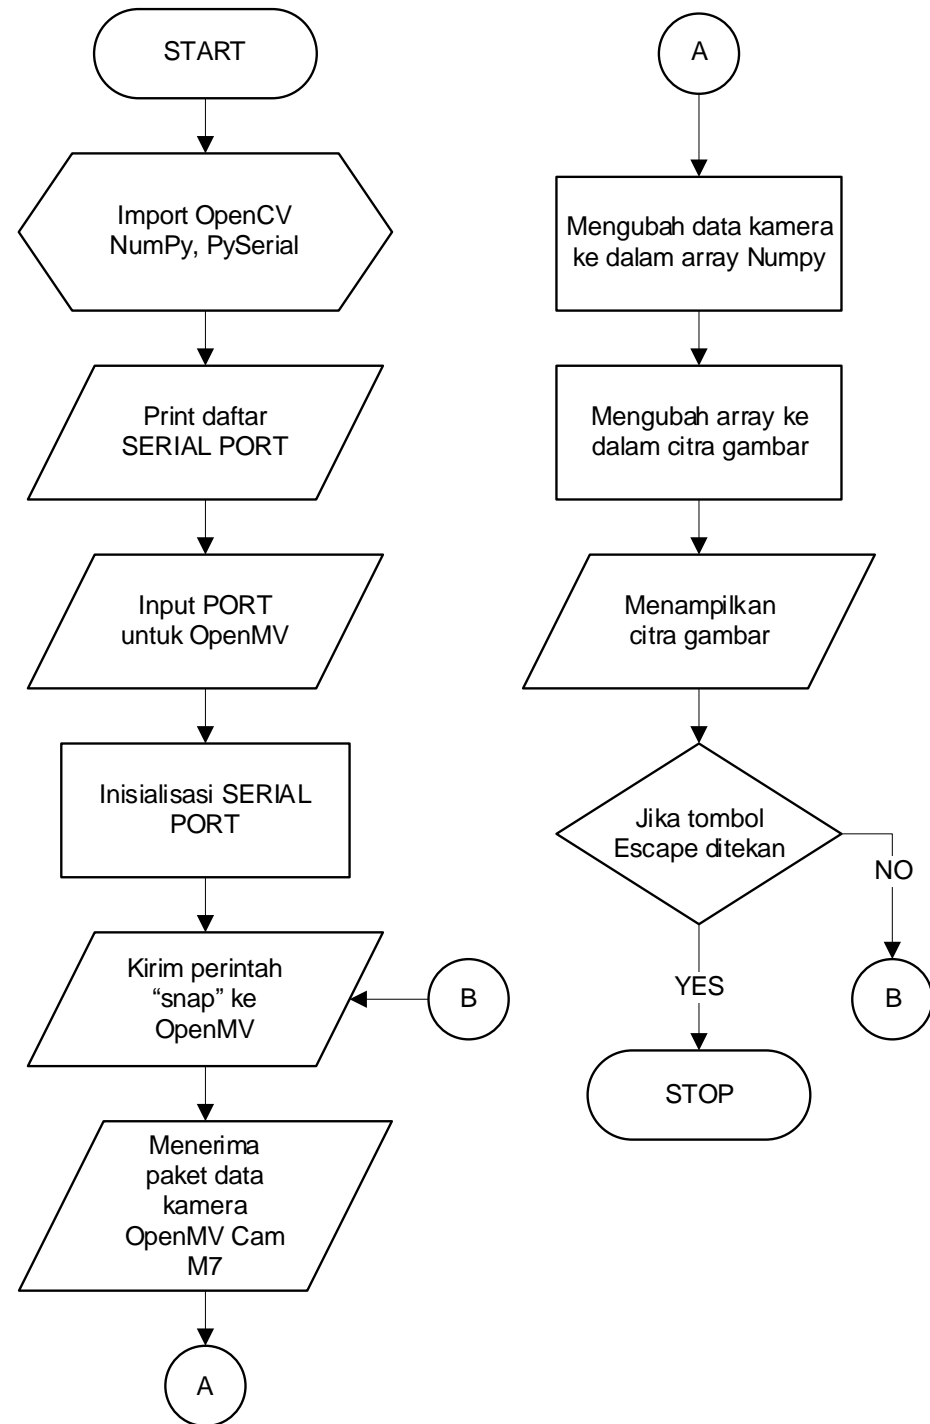 START
Import OpenCV
NumPy, PySerial
Print daftar
SERIAL PORT
Input PORT
untuk OpenMV
Inisialisasi SERIAL
PORT
Kirim perintah
“snap” ke
OpenMV
B
Menerima
paket data
kamera
OpenMV Cam
M7
A
A
Mengubah data kamera
ke dalam array Numpy
Mengubah array ke
dalam citra gambar
Menampilkan
citra gambar
Jika tombol
Escape ditekan
NO
B
YES
STOP